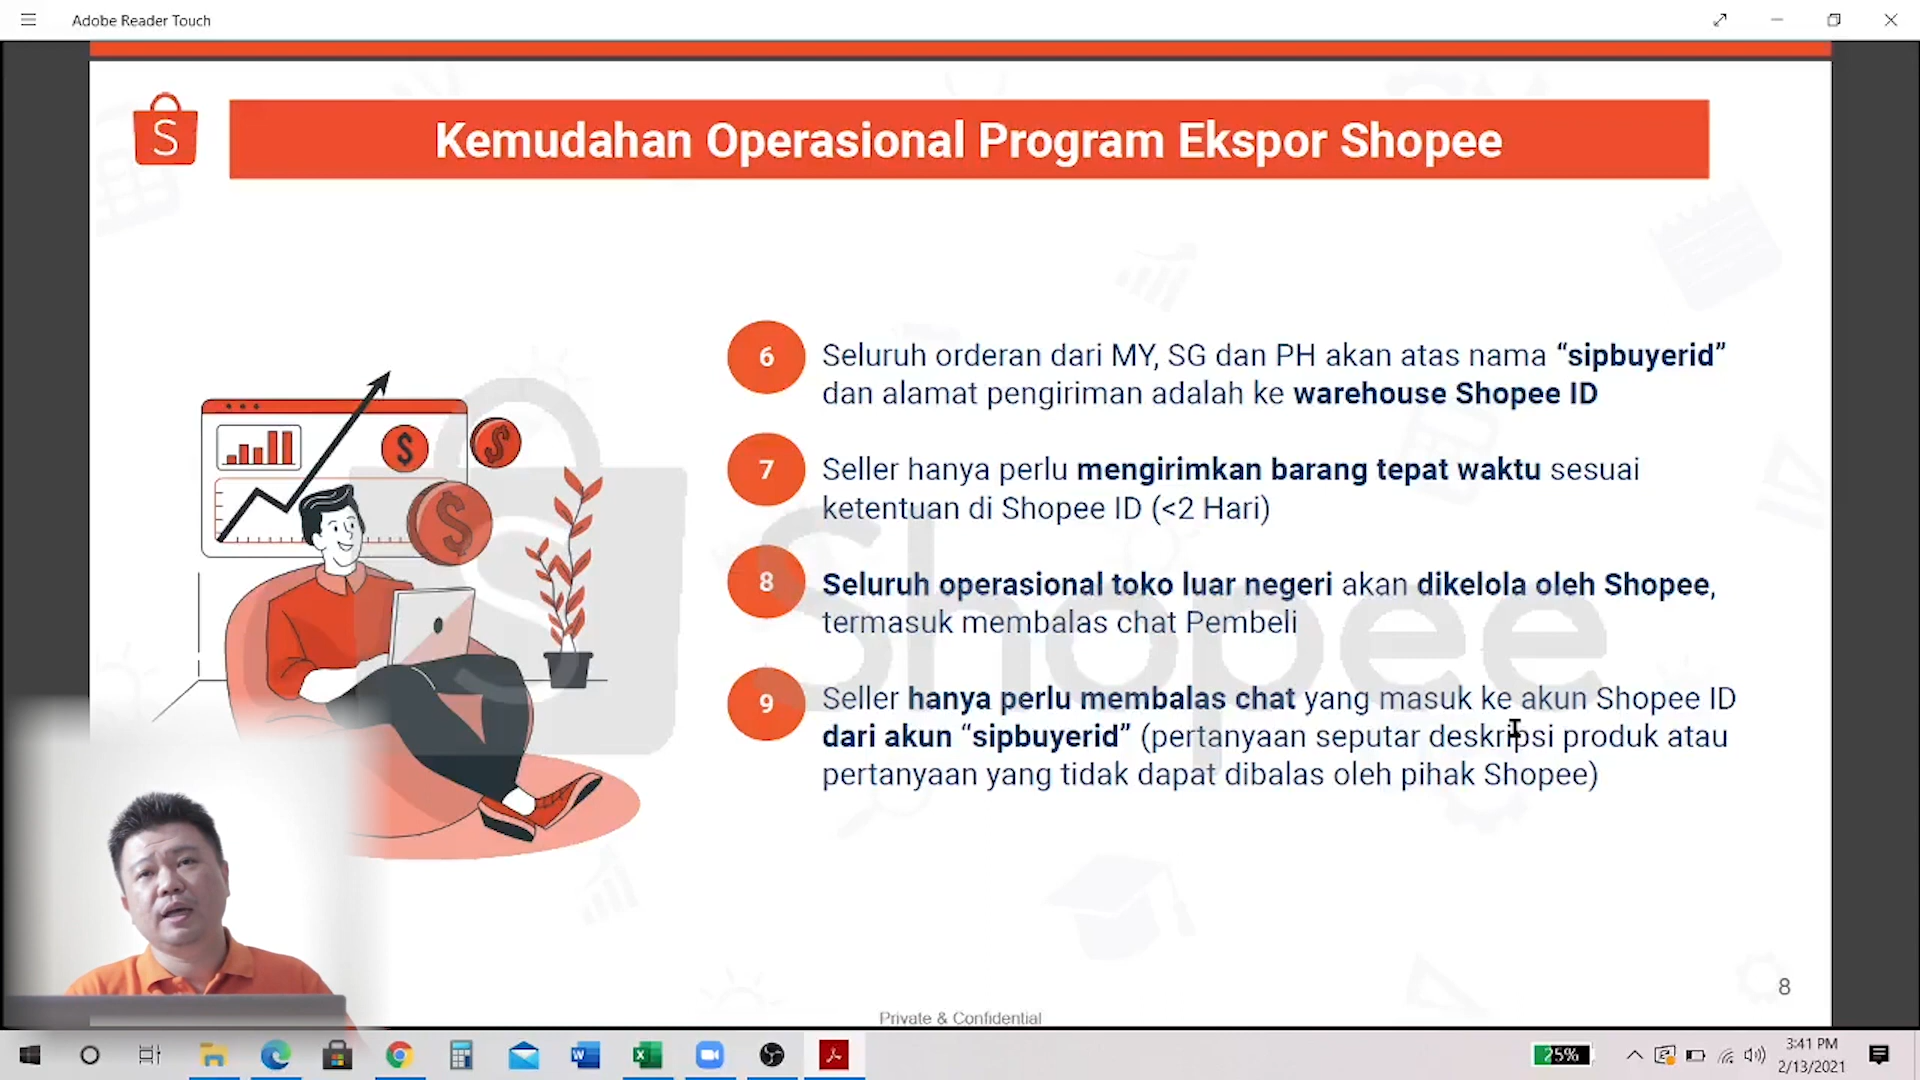 Adobe Reader Touch
S
Kemudahan Operasional Program Ekspor Shopee
6
Seluruh orderan dari MY, SG dan PH akan atas nama “sipbuyerid”
dan alamat pengiriman adalah ke warehouse Shopee ID
7
Seller hanya perlu mengirimkan barang tepat waktu sesuai
ketentuan di Shopee ID (<2 Hari)
8
Seluruh operasional toko luar negeri akan dikelola oleh Shopee,
termasuk membalas chat Pembeli
9
Seller hanya perlu membalas chat yang masuk ke akun Shopee ID
dari akun “sipbuyerid” (pertanyaan seputar deskripsi produk atau
pertanyaan yang tidak dapat dibalas oleh pihak Shopee)
$
$
$
S Shopee
8
Private & Confidential
25%
3:41 PM
2/13/2021